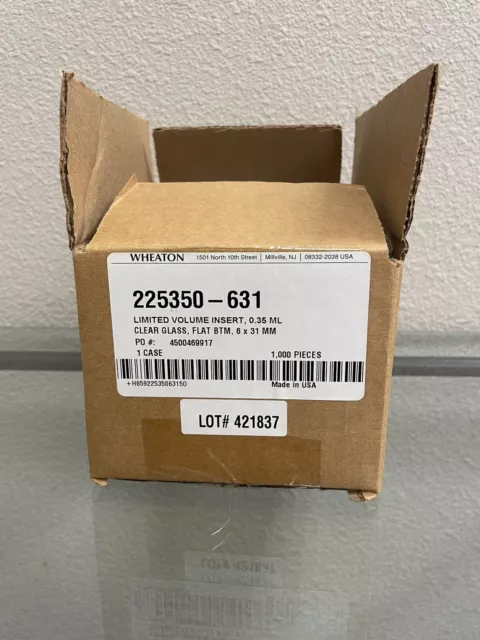 WHEATON 1501 North 10th Street | Millville, NJ | 08332-2038 USA
225350-631
LIMITED VOLUME INSERT, 0.35 ML
CLEAR GLASS, FLAT BTM, 6 x 31 MM
PO #: 4500469917
1 CASE 1,000 PIECES
+H65922535063150 Made in USA
LOT# 421837